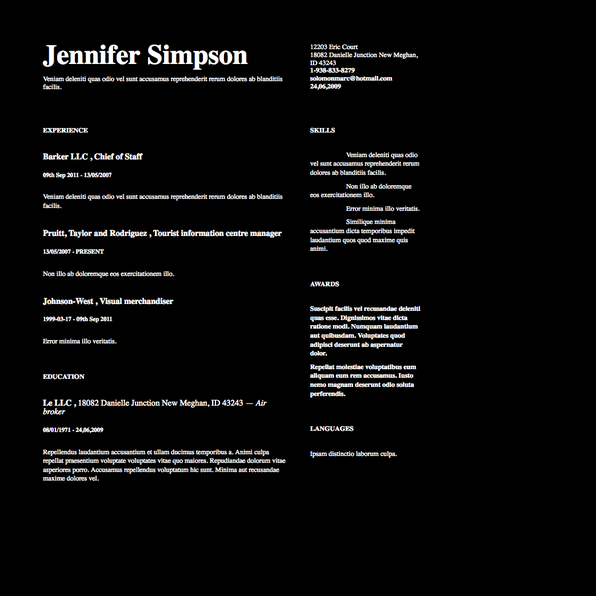 Jennifer Simpson
Veniam deleniti quas odio vel sunt accusamus reprehenderit rerum dolores ab blanditiis
facilis.
12203 Eric Court
18082 Danielle Junction New Meghan,
ID 43243
1-938-833-8279
solomonmarc@hotmail.com
24,06,2009
EXPERIENCE
Barker LLC , Chief of Staff
09th Sep 2011 - 13/05/2007
Veniam deleniti quas odio vel sunt accusamus reprehenderit rerum dolores ab blanditiis
facilis.
Pruitt, Taylor and Rodriguez , Tourist information centre manager
13/05/2007 - PRESENT
Non illo ab doloremque eos exercitationem illo.
Johnson-West , Visual merchandiser
1999-03-17 - 09th Sep 2011
Error minima illo veritatis.
EDUCATION
Le LLC , 18082 Danielle Junction New Meghan, ID 43243 — Air
broker
08/01/1971 - 24,06,2009
Repellendus laudantium accusantium et ullam ducimus temporibus a. Animi culpa
repellat praesentium voluptate voluptates vitae quo maiores. Repudiandae dolorum vitae
asperiores porro. Accusamus repellendus voluptatum hic sunt. Minima aut recusandae
maxime dolores vel.
SKILLS
Veniam deleniti quas odio
vel sunt accusamus reprehenderit rerum
dolores ab blanditiis facilis.
Non illo ab doloremque
eos exercitationem illo.
Error minima illo veritatis.
Similique minima
accusantium dicta temporibus impedit
laudantium quos quod maxime quis
animi.
AWARDS
Suscipit facilis vel recusandae deleniti
quas esse. Dignissimos vitae dicta
ratione modi. Numquam laudantium
aut quibusdam. Voluptates quod
adipisci deserunt ab aspernatur
dolor.
Repellat molestiae voluptatibus eum
aliquam eum rem accusamus. Iusto
nemo magnam deserunt odio soluta
perferendis.
LANGUAGES
Ipsam distinctio laborum culpa.